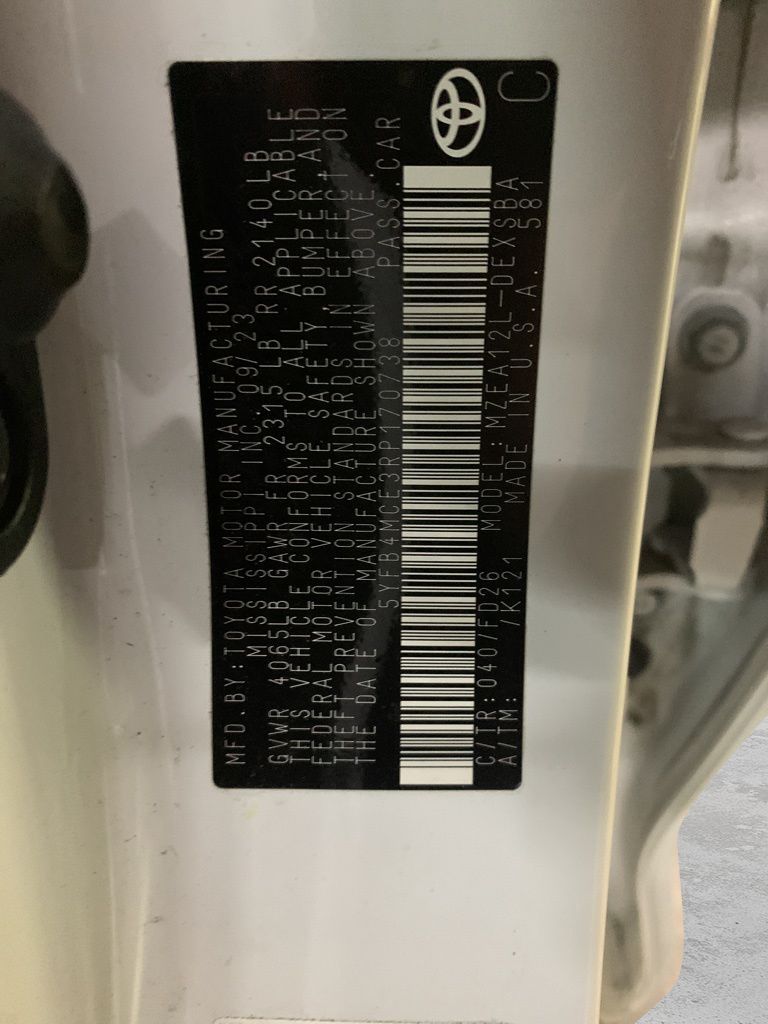 MFD.BY:TOYOTA MOTOR MANUFACTURING
MISSISSIPPI INC. 09/23
GVWR 4065LB GAWR FR 2315 LB RR 2140LB
THIS VEHICLE CONFORMS TO ALL APPLICABLE
FEDERAL MOTOR VEHICLE SAFETY BUMPER, AND
THEFT PREVENTION STANDARDS IN EFFECT ON
THE DATE OF MANUFACTURE SHOWN ABOVE.
5YFB4MCE3RP170738 PASS.CAR
C/TR: 040/FD26 MODEL: MZEA12L-DEXSBA
A/TM: /K121 MADE IN U.S.A. 581
C